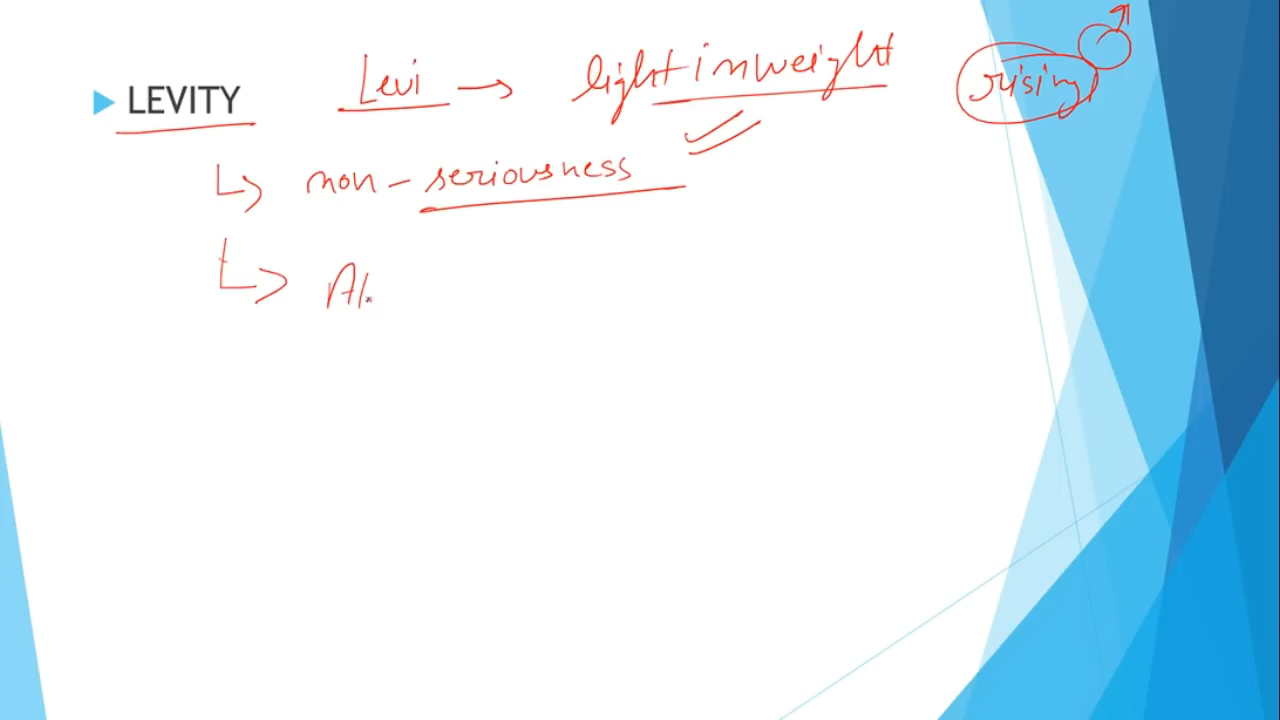 LEVITY Levi → light in weight rising
↳ non-seriousness
↳ A